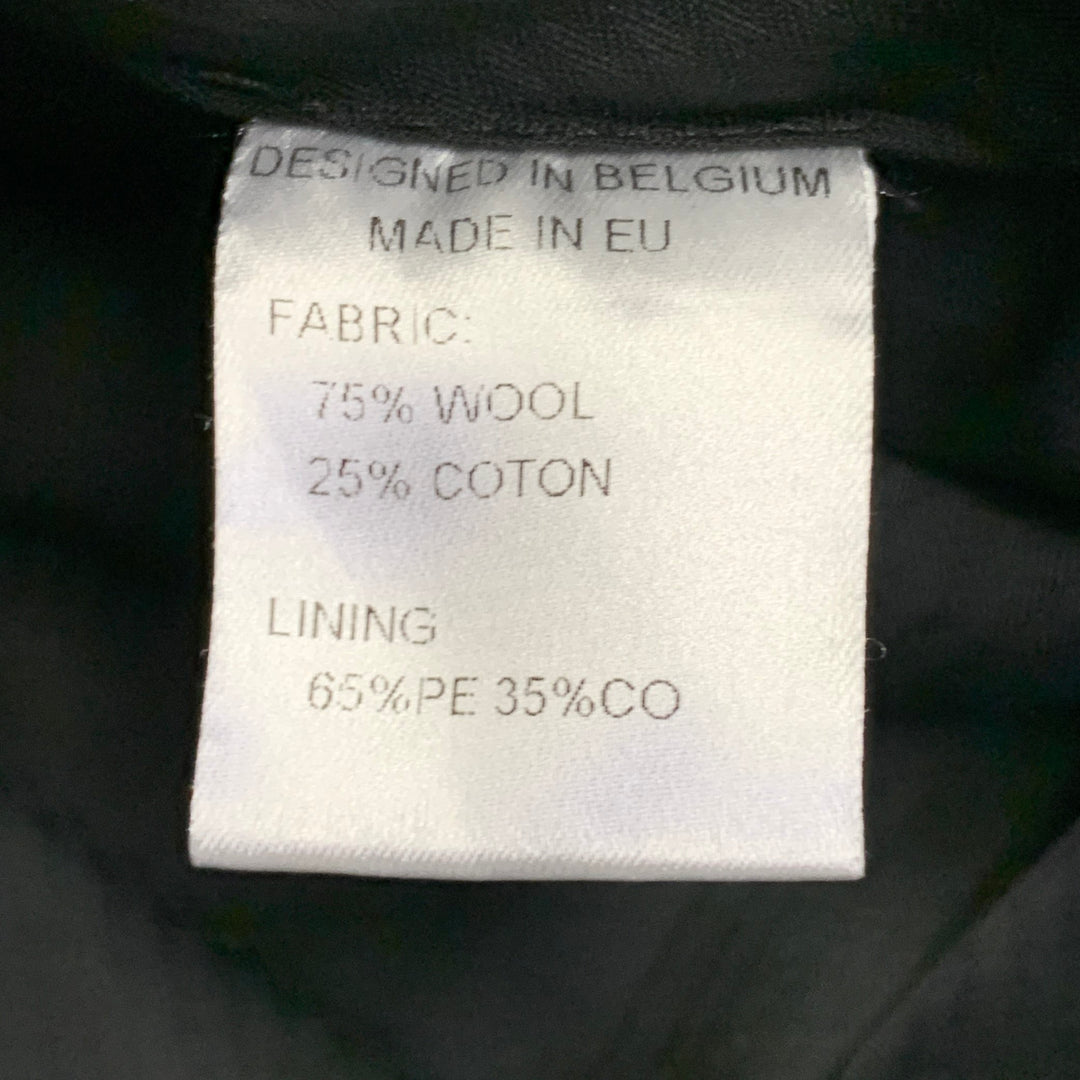 DESIGNED IN BELGIUM
MADE IN EU
FABRIC:
75% WOOL
25% COTON
LINING
65%PE 35%CO